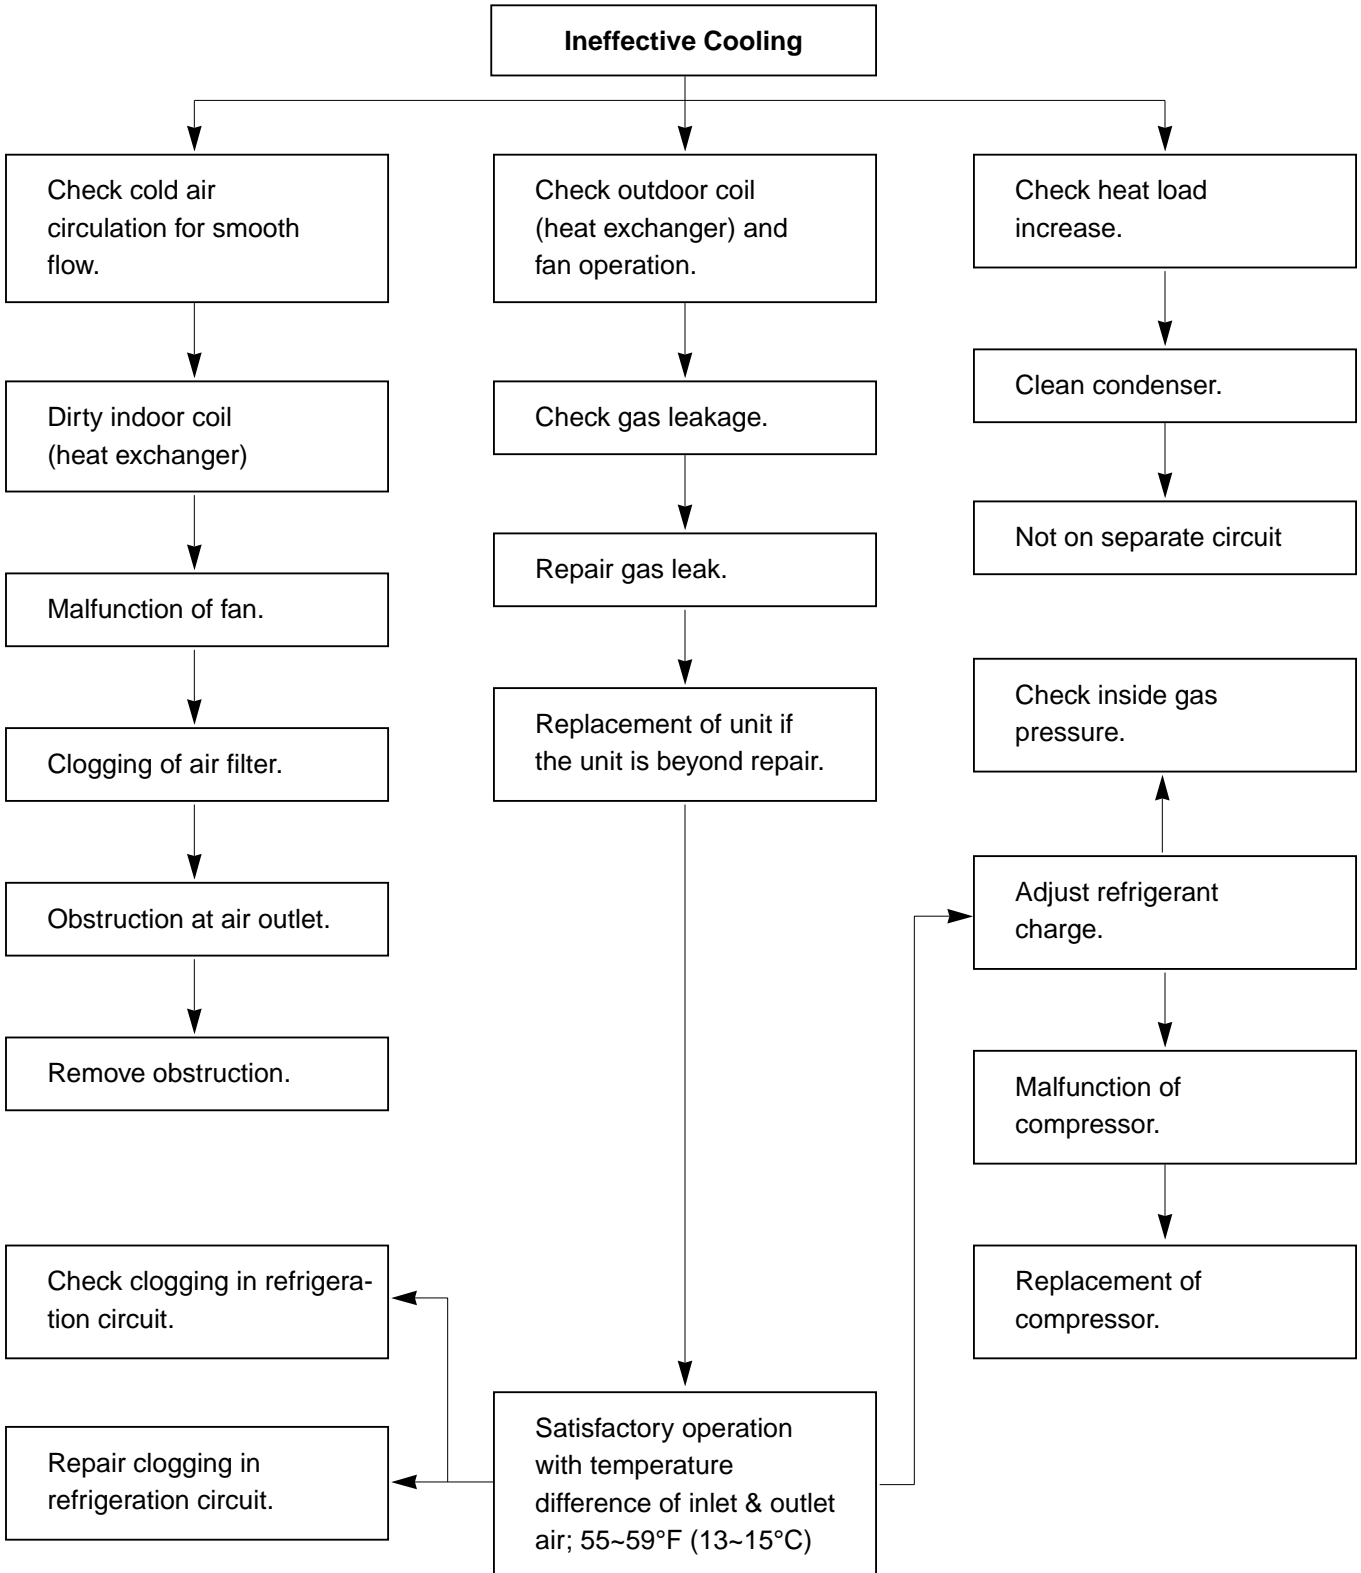 Ineffective Cooling
Check cold air
circulation for smooth
flow.
Dirty indoor coil
(heat exchanger)
Malfunction of fan.
Clogging of air filter.
Obstruction at air outlet.
Remove obstruction.
Check clogging in refrigera-
tion circuit.
Repair clogging in
refrigeration circuit.
Check outdoor coil
(heat exchanger) and
fan operation.
Check gas leakage.
Repair gas leak.
Replacement of unit if
the unit is beyond repair.
Satisfactory operation
with temperature
difference of inlet & outlet
air; 55~59°F (13~15°C)
Check heat load
increase.
Clean condenser.
Not on separate circuit
Check inside gas
pressure.
Adjust refrigerant
charge.
Malfunction of
compressor.
Replacement of
compressor.